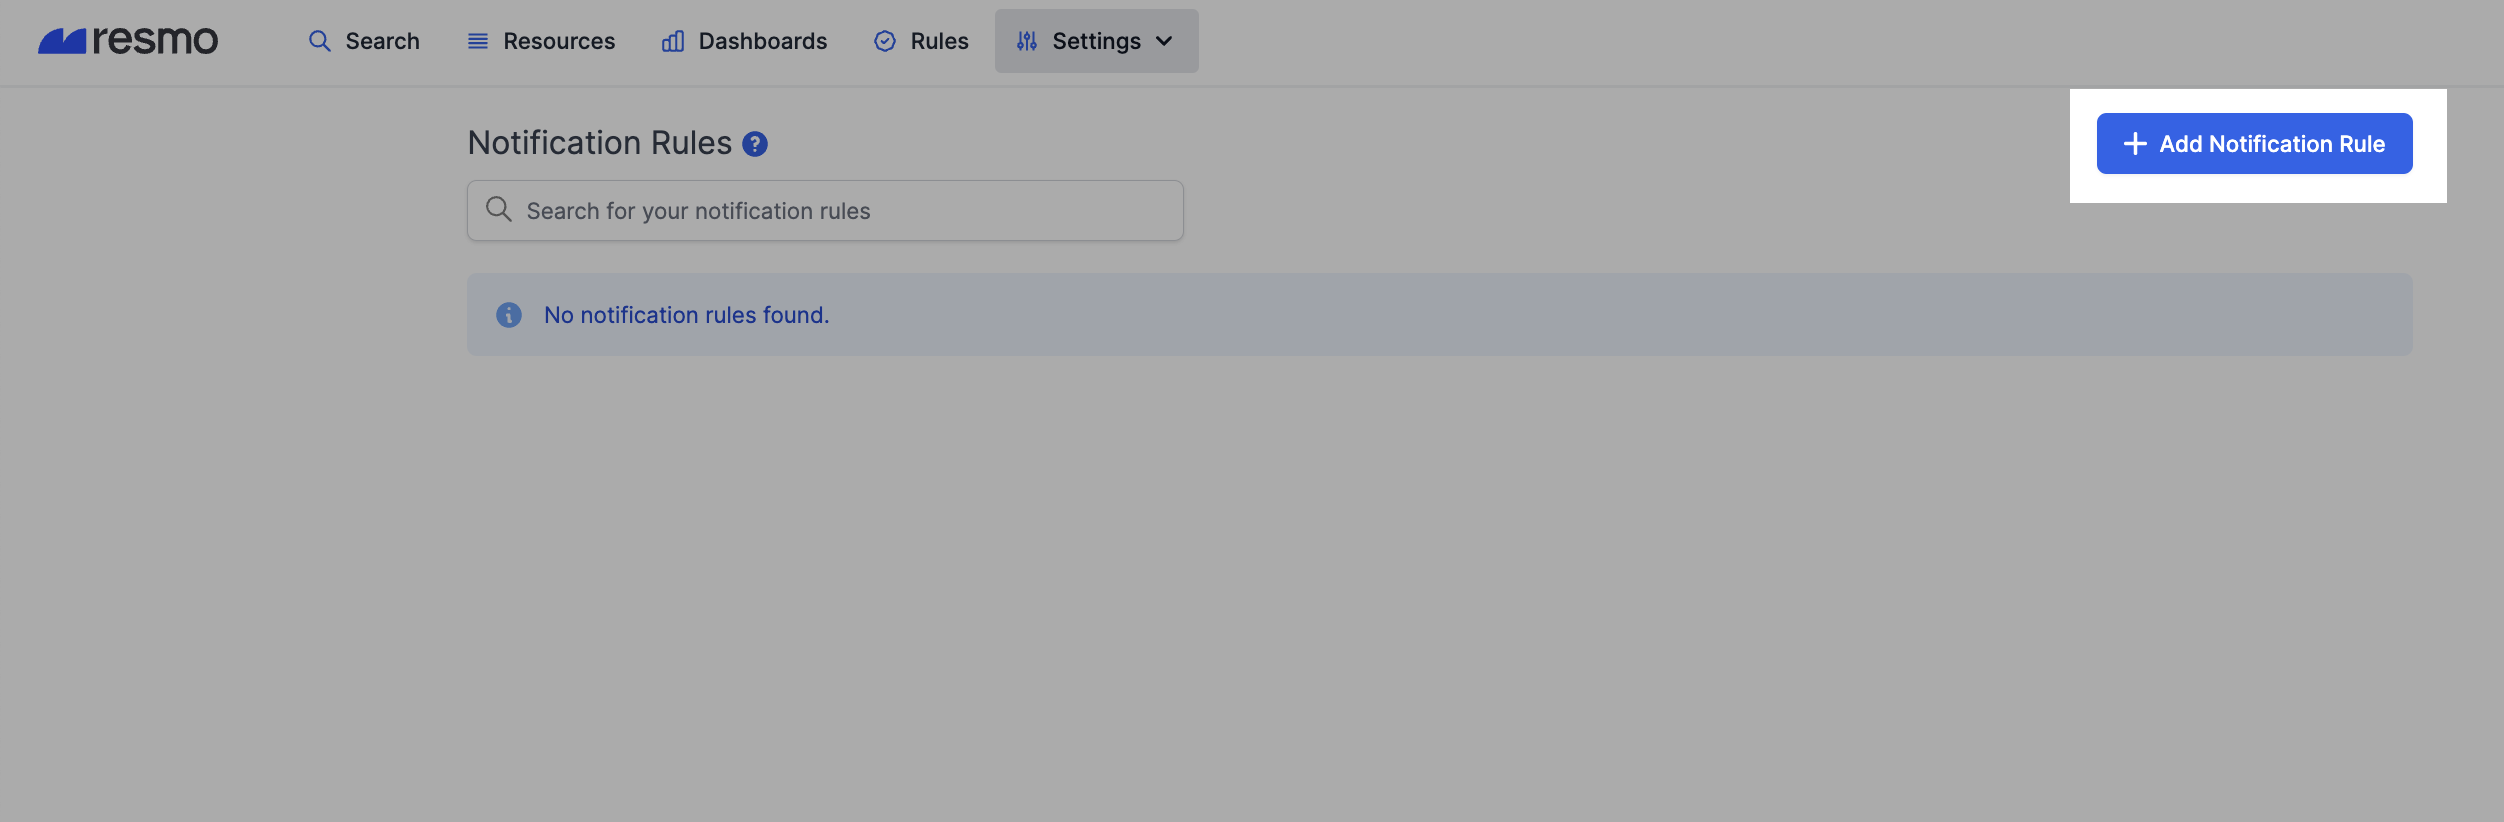 resmo
Search
Resources
Dashboards
Rules
Settings
Notification Rules
Add Notification Rule
Search for your notification rules
No notification rules found.